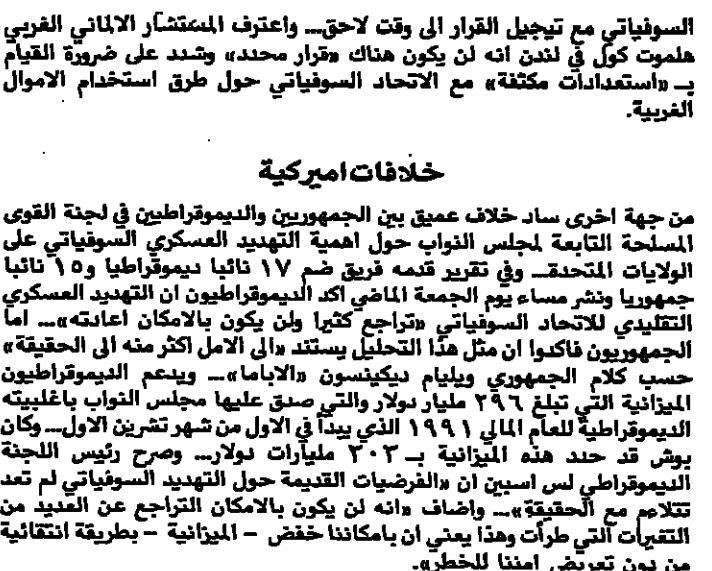 السوفياتي مع تيجيل القرار الى وقت لاحق... واعترف المستشار الالماني الغربي
هلموت كول في لندن انه لن يكون هناك «قرار محدد» وشدد على ضرورة القيام
بـ «أستعدادات مكثفة» مع الاتحاد السوفياتي حول طرق استخدام الاموال
الغربية.
خلافات اميركية
من جهة اخرى ساد خلاف عميق بين الجمهوريين والديموقراطيين في لجنة القوى
المسلحة التابعة لمجلس النواب حول اهمية التهديد العسكري السوفياتي على
الولايات المتحدة... وفي تقرير قدمه فريق ضم ١٧ نائبا ديموقراطيا و١٥ نائبا
جمهوريا ونشر مساء يوم الجمعة الماضي اكد الديموقراطيون ان التهديد العسكري
التقليدي للاتحاد السوفياتي «تراجع كثيرا ولن يكون بالامكان اعادته»... اما
الجمهوريون فاكدوا ان مثل هذا التحليل يستند «الى الامل اكثر منه الى الحقيقة»
حسب كلام الجمهوري ويليام ديكينسون «الاباما»... ويدعم الديموقراطيون
الميزانية التي تبلغ ٢٩٦ مليار دولار والتي صدق عليها مجلس النواب باغلبيته
الديموقراطية للعام المالي ١٩٩١ الذي يبدأ في الاول من شهر تشرين الاول... وكان
بوش قد حدد هذه الميزانية بـ ٣٠٣ مليارات دولار... وصرح رئيس اللجنة
الديموقراطي لس اسبين ان «الفرضيات القديمة حول التهديد السوفياتي لم تعد
تتلاءم مع الحقيقة»... واضاف «انه لن يكون بالامكان التراجع عن العديد من
التغيرات التي طرأت وهذا يعني ان بامكاننا خفض – الميزانية – بطريقة انتقائية
من دون تعريض امننا للخطر».